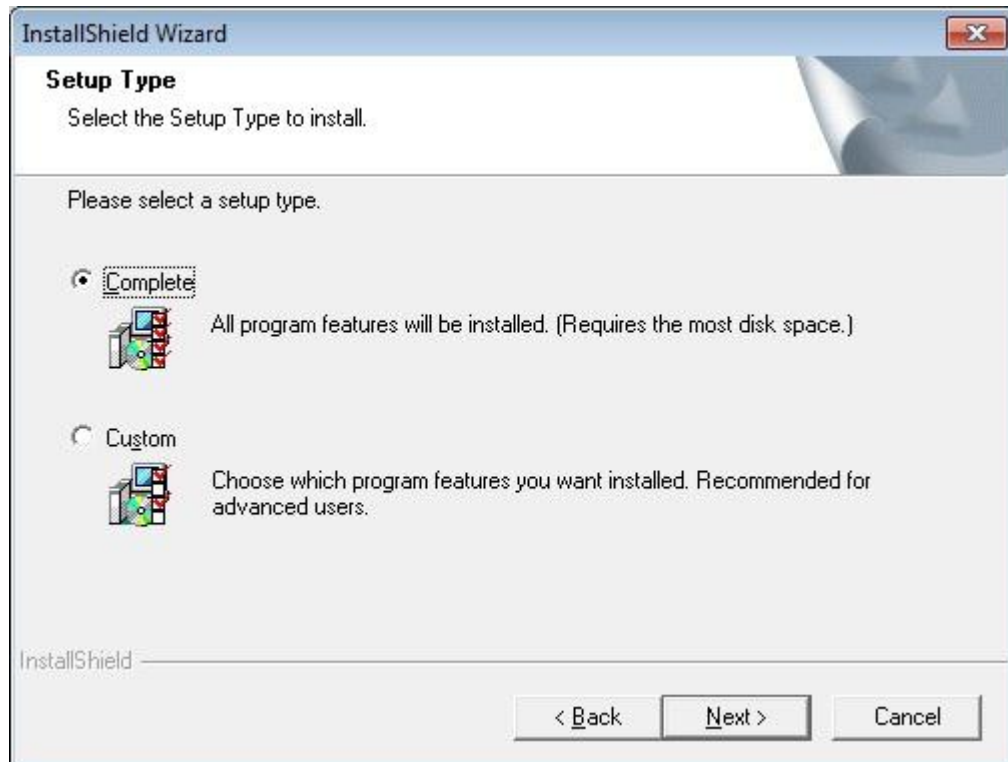 InstallShield Wizard
Setup Type
Select the Setup Type to install.
Please select a setup type.
Complete
All program features will be installed. (Requires the most disk space.)
Custom
Choose which program features you want installed. Recommended for
advanced users.
InstallShield
< Back
Next >
Cancel